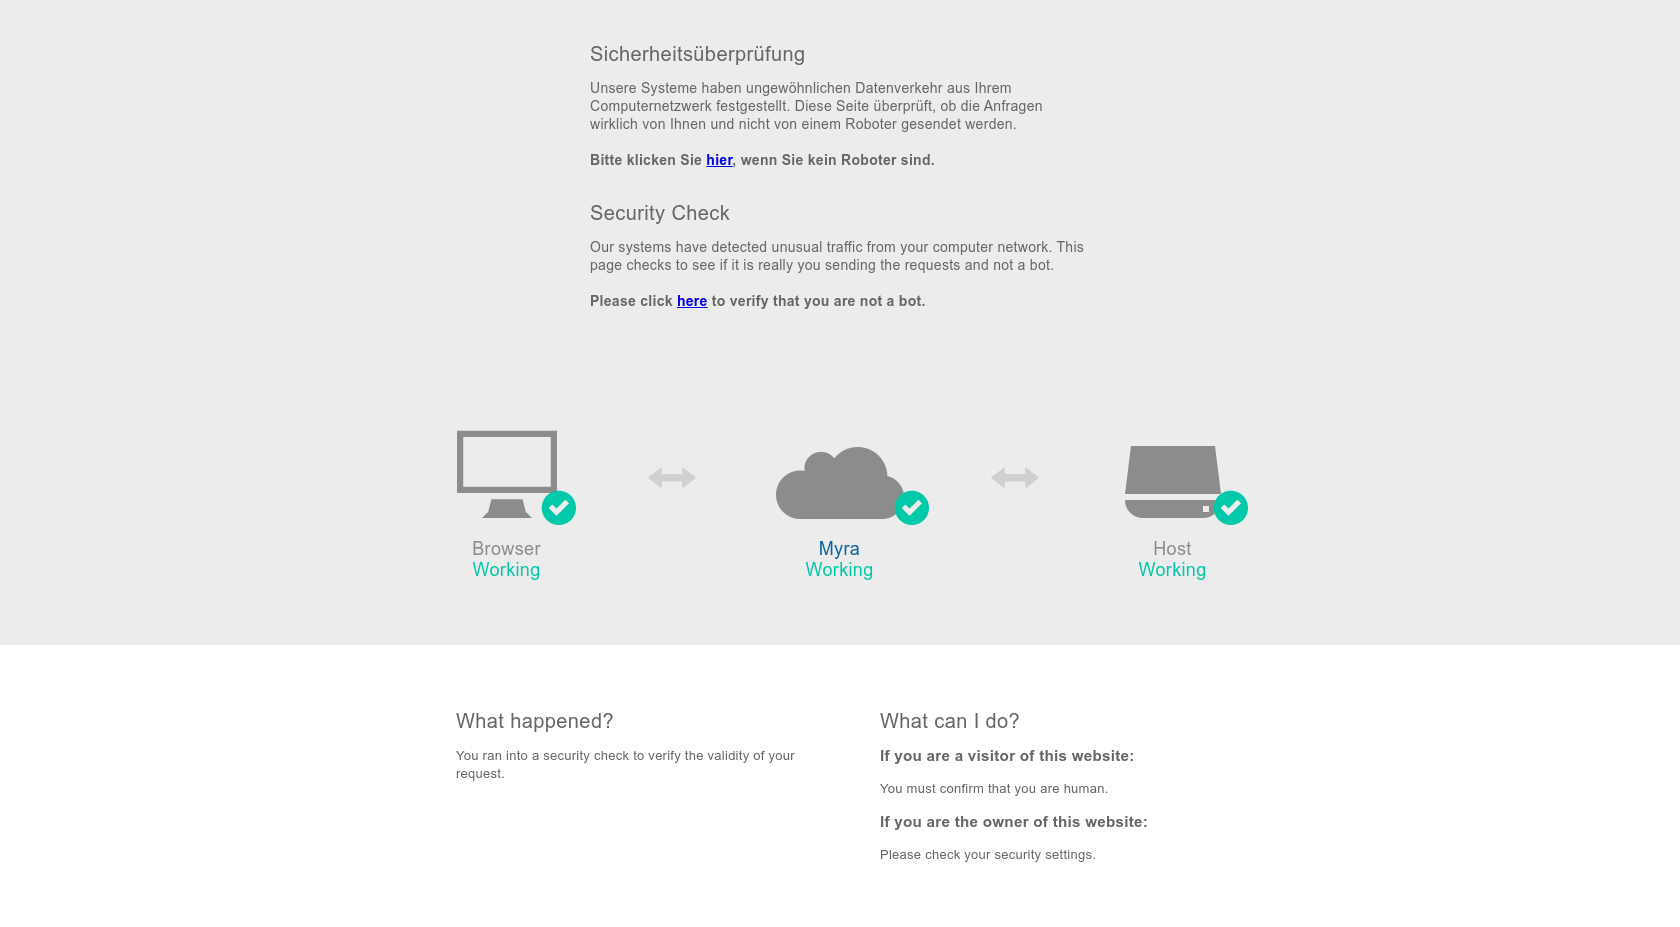 Sicherheitsüberprüfung
Unsere Systeme haben ungewöhnlichen Datenverkehr aus Ihrem
Computernetzwerk festgestellt. Diese Seite überprüft, ob die Anfragen
wirklich von Ihnen und nicht von einem Roboter gesendet werden.
Bitte klicken Sie hier, wenn Sie kein Roboter sind.
Security Check
Our systems have detected unusual traffic from your computer network. This
page checks to see if it is really you sending the requests and not a bot.
Please click here to verify that you are not a bot.
Browser
Working
Myra
Working
Host
Working
What happened?
You ran into a security check to verify the validity of your
request.
What can I do?
If you are a visitor of this website:
You must confirm that you are human.
If you are the owner of this website:
Please check your security settings.